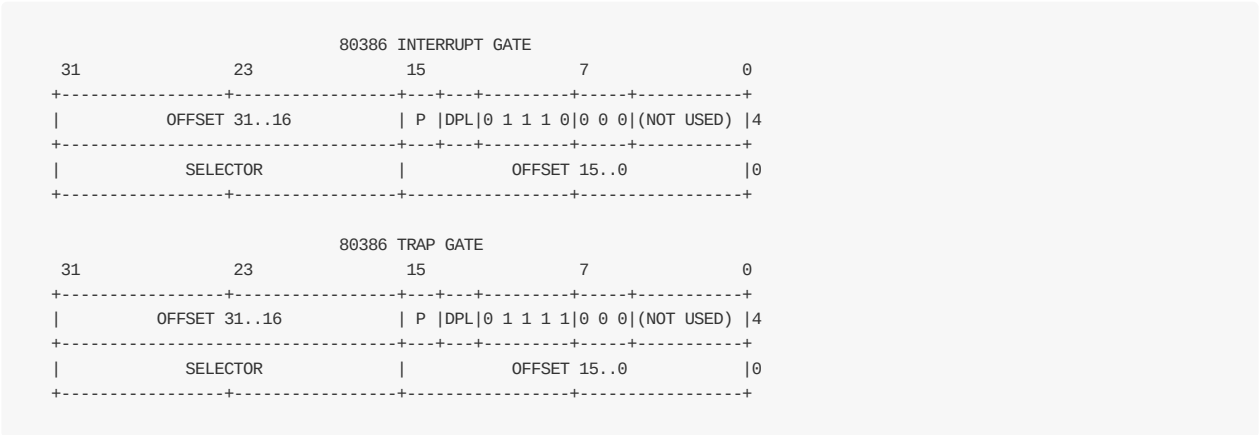 80386 INTERRUPT GATE
31 23 15 7 0
+-----------------+-----------------+---+---+---------+-----+-----------+
| OFFSET 31..16 | P |DPL|0 1 1 1 0|0 0 0|(NOT USED) |4
+-----------------------------------+---+---+---------+-----+-----------+
| SELECTOR | OFFSET 15..0 |0
+-----------------+-----------------+-----------------+-----------------+
80386 TRAP GATE
31 23 15 7 0
+-----------------+-----------------+---+---+---------+-----+-----------+
| OFFSET 31..16 | P |DPL|0 1 1 1 1|0 0 0|(NOT USED) |4
+-----------------------------------+---+---+---------+-----+-----------+
| SELECTOR | OFFSET 15..0 |0
+-----------------+-----------------+-----------------+-----------------+